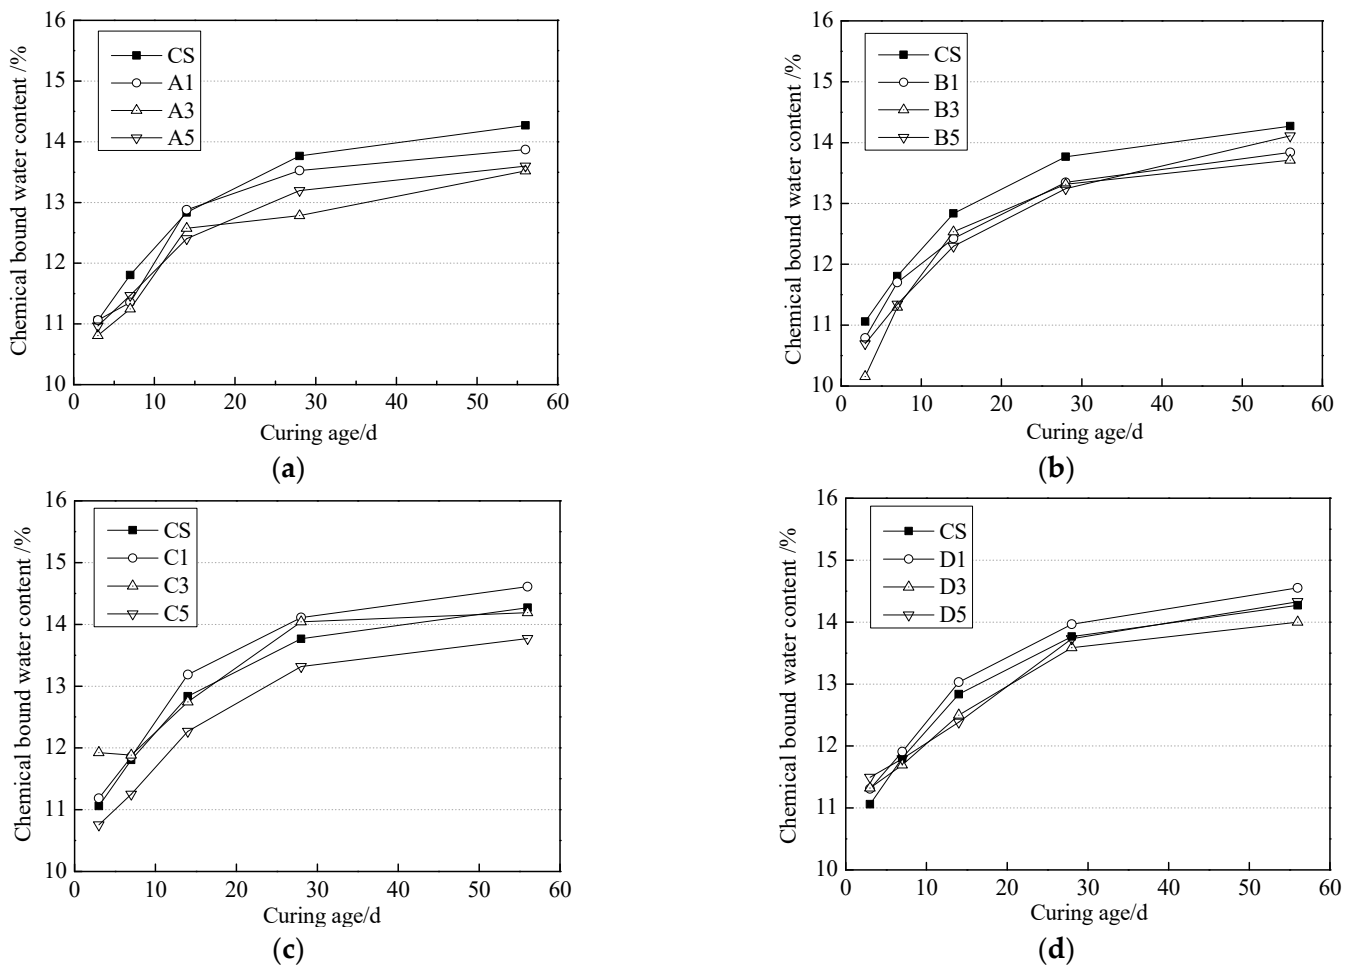 16
15
14
13
12
11
10
0 10 20 30 40 50 60
Chemical bound water content /%
Curing age/d
CS
A1
A3
A5
(a)
16
15
14
13
12
11
10
0 10 20 30 40 50 60
Chemical bound water content /%
Curing age/d
CS
B1
B3
B5
(b)
16
15
14
13
12
11
10
0 10 20 30 40 50 60
Chemical bound water content /%
Curing age/d
CS
C1
C3
C5
(c)
16
15
14
13
12
11
10
0 10 20 30 40 50 60
Chemical bound water content /%
Curing age/d
CS
D1
D3
D5
(d)